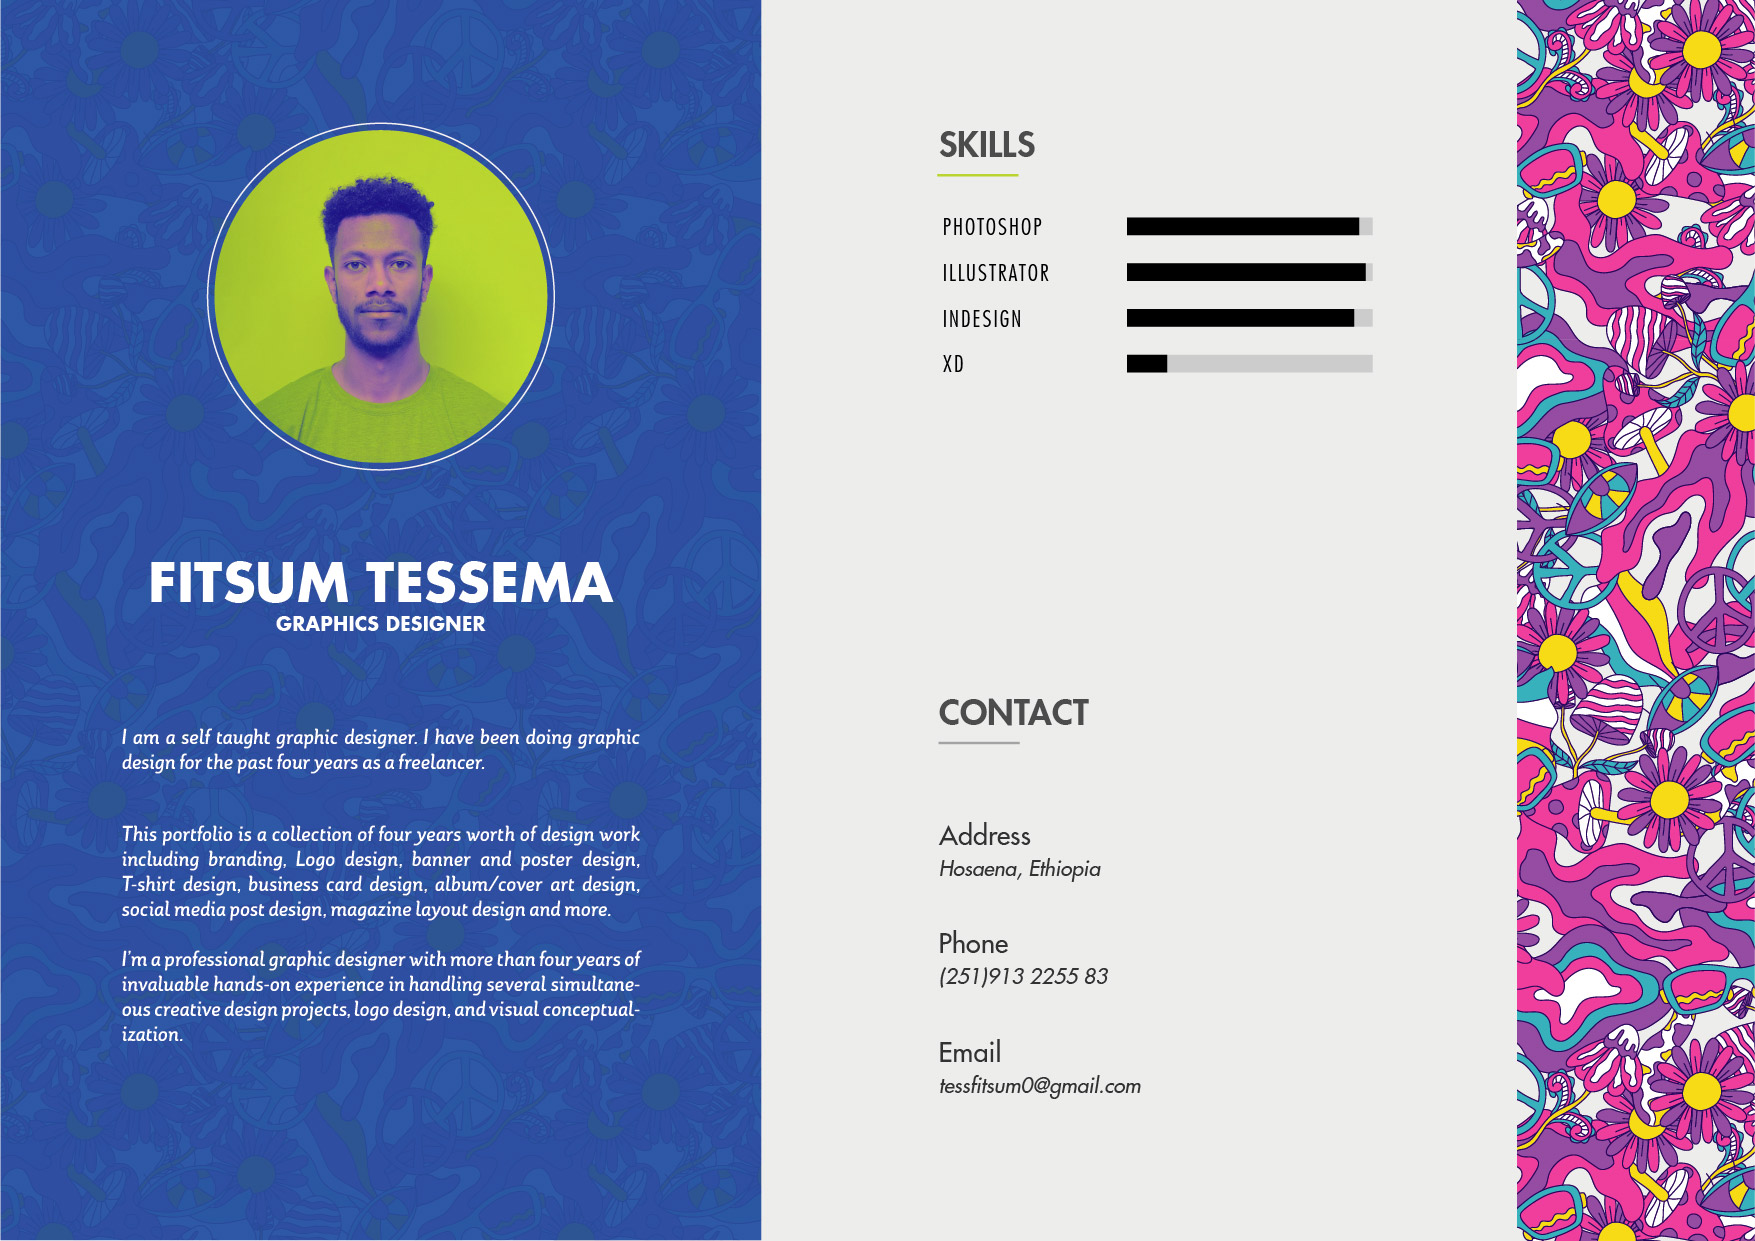 FITSUM TESSEMA
GRAPHICS DESIGNER
I am a self taught graphic designer. I have been doing graphic
design for the past four years as a freelancer.
This portfolio is a collection of four years worth of design work
including branding, Logo design, banner and poster design,
T-shirt design, business card design, album/cover art design,
social media post design, magazine layout design and more.
I'm a professional graphic designer with more than four years of
invaluable hands-on experience in handling several simultane-
ous creative design projects, logo design, and visual conceptual-
ization.
SKILLS
PHOTOSHOP
ILLUSTRATOR
INDESIGN
XD
CONTACT
Address
Hosaena, Ethiopia
Phone
(251)913 2255 83
Email
tessfitsum0@gmail.com